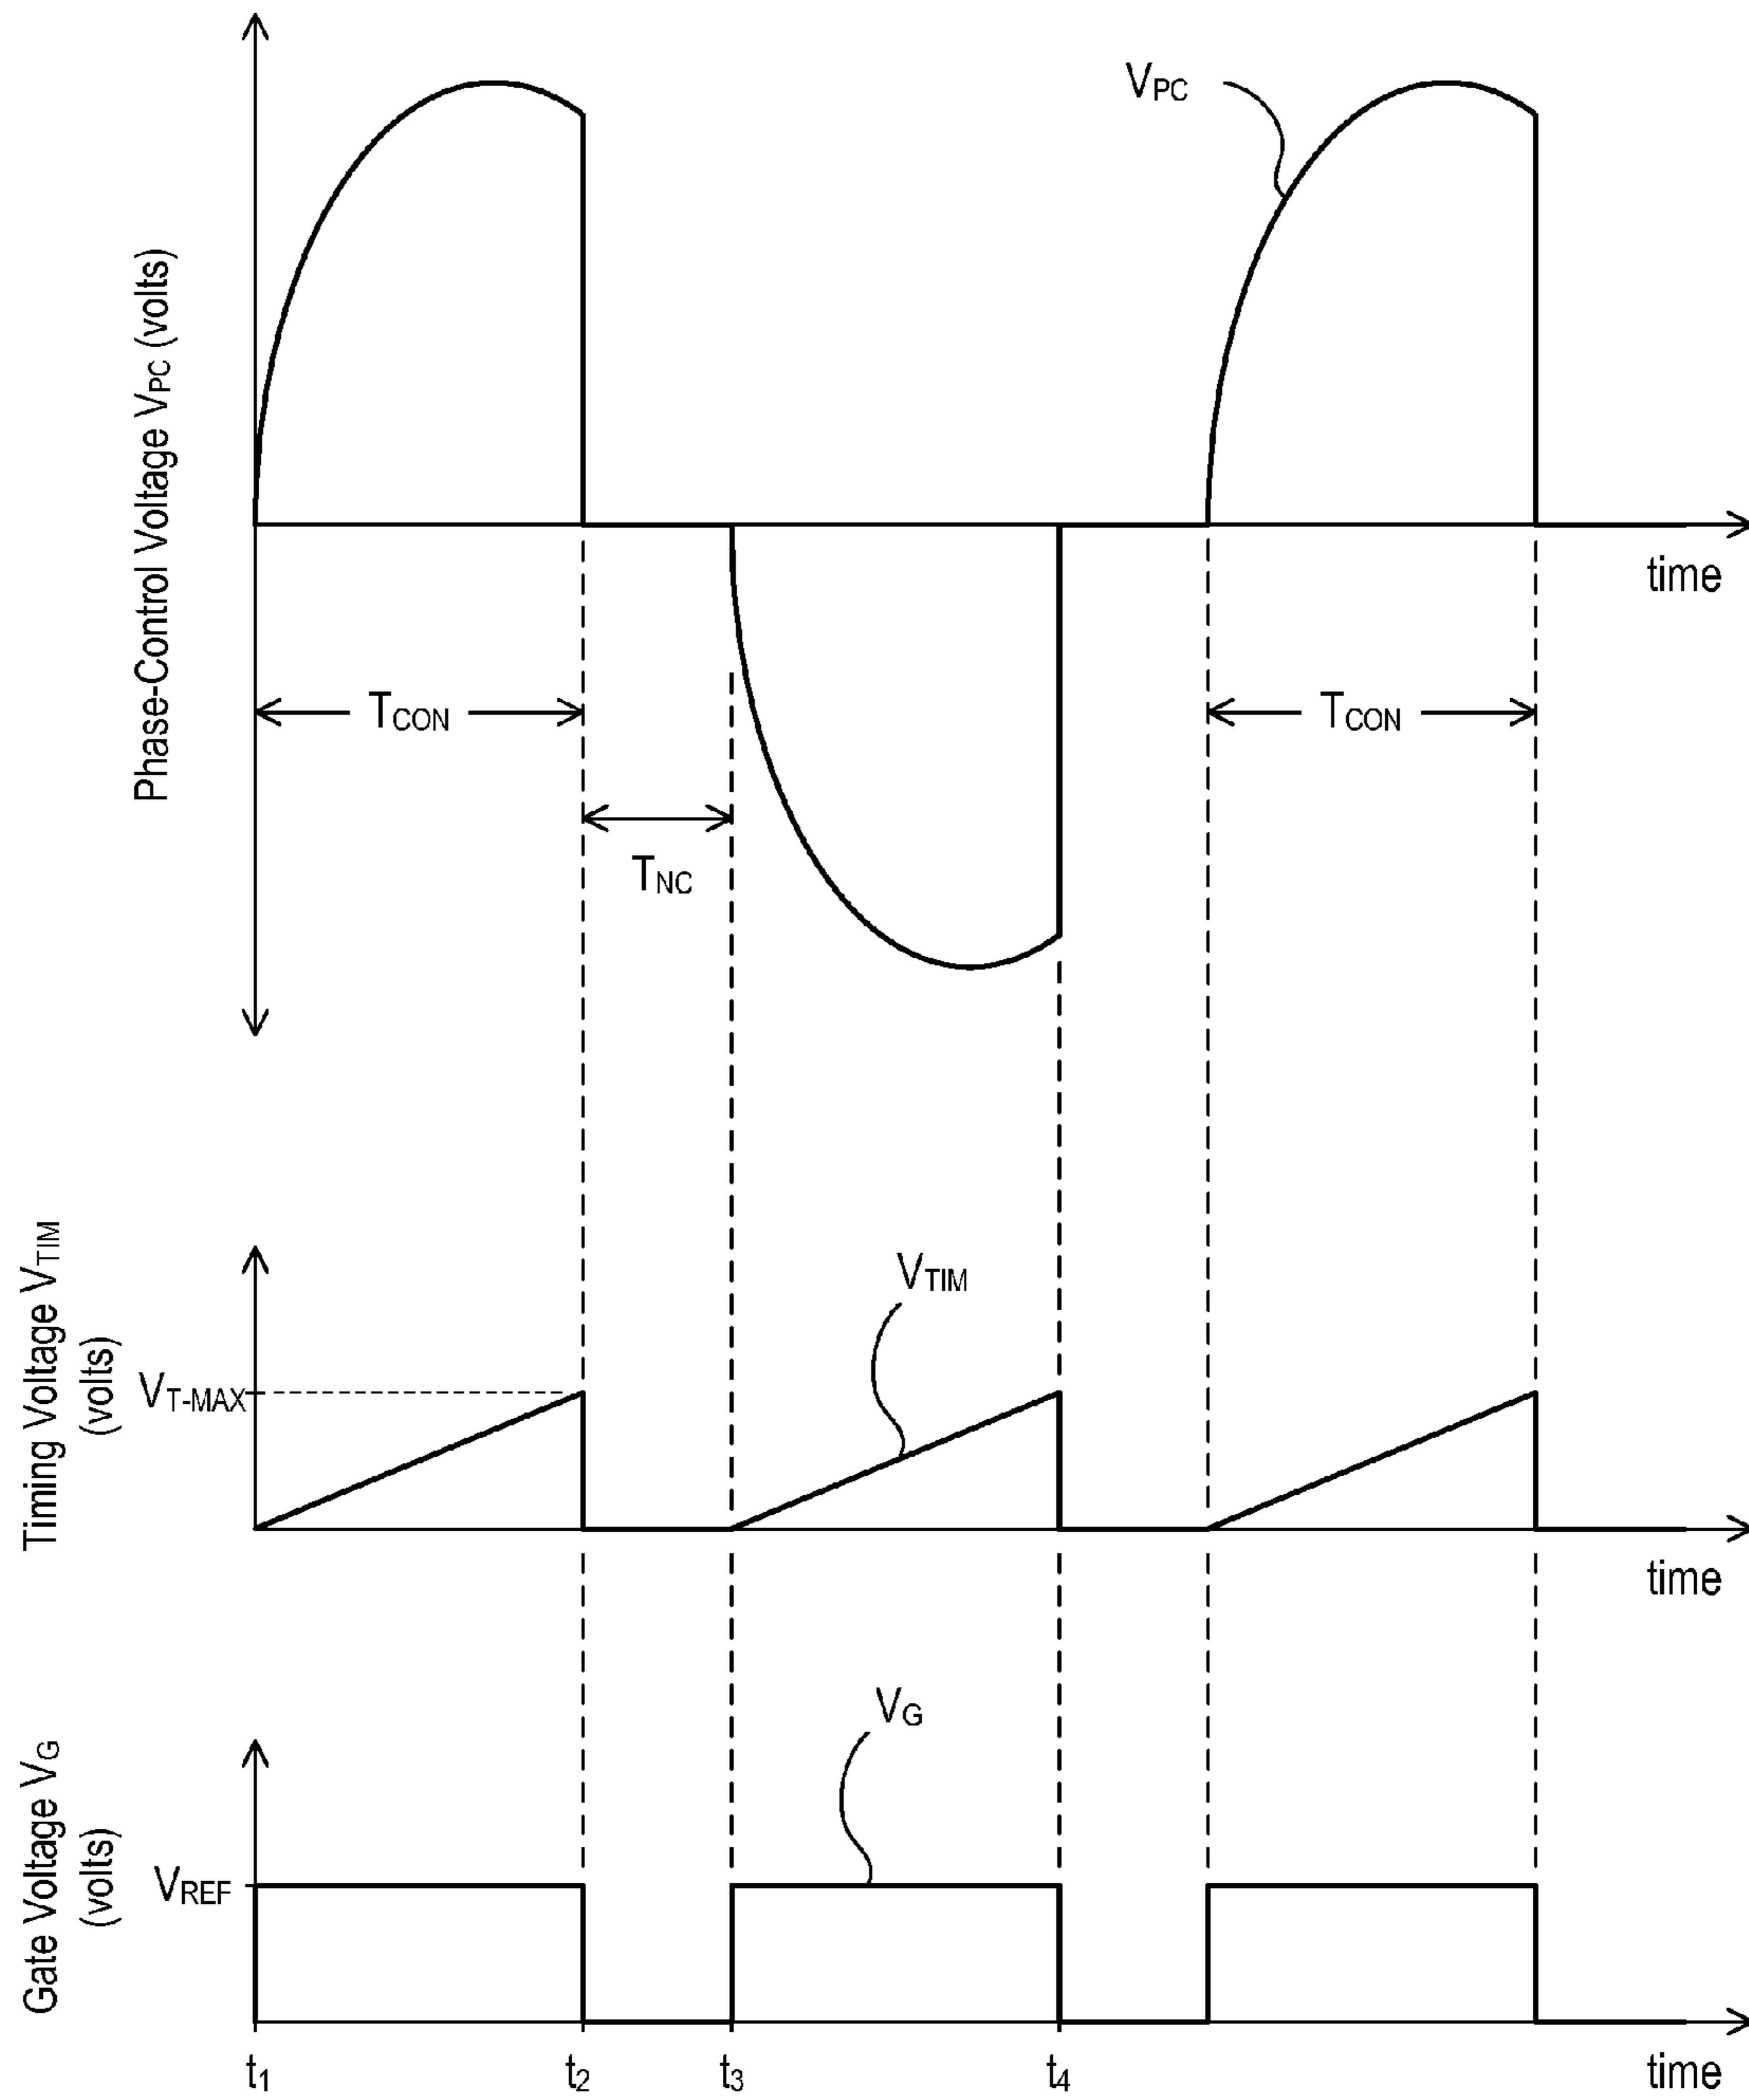 Phase-Control Voltage VPC (volts)
VPC
time
TCON
TCON
TNC
Timing Voltage VTIM
(volts)
VTIM
VT-MAX
time
Gate Voltage VG
(volts)
VG
VREF
t1
t2
t3
t4
time